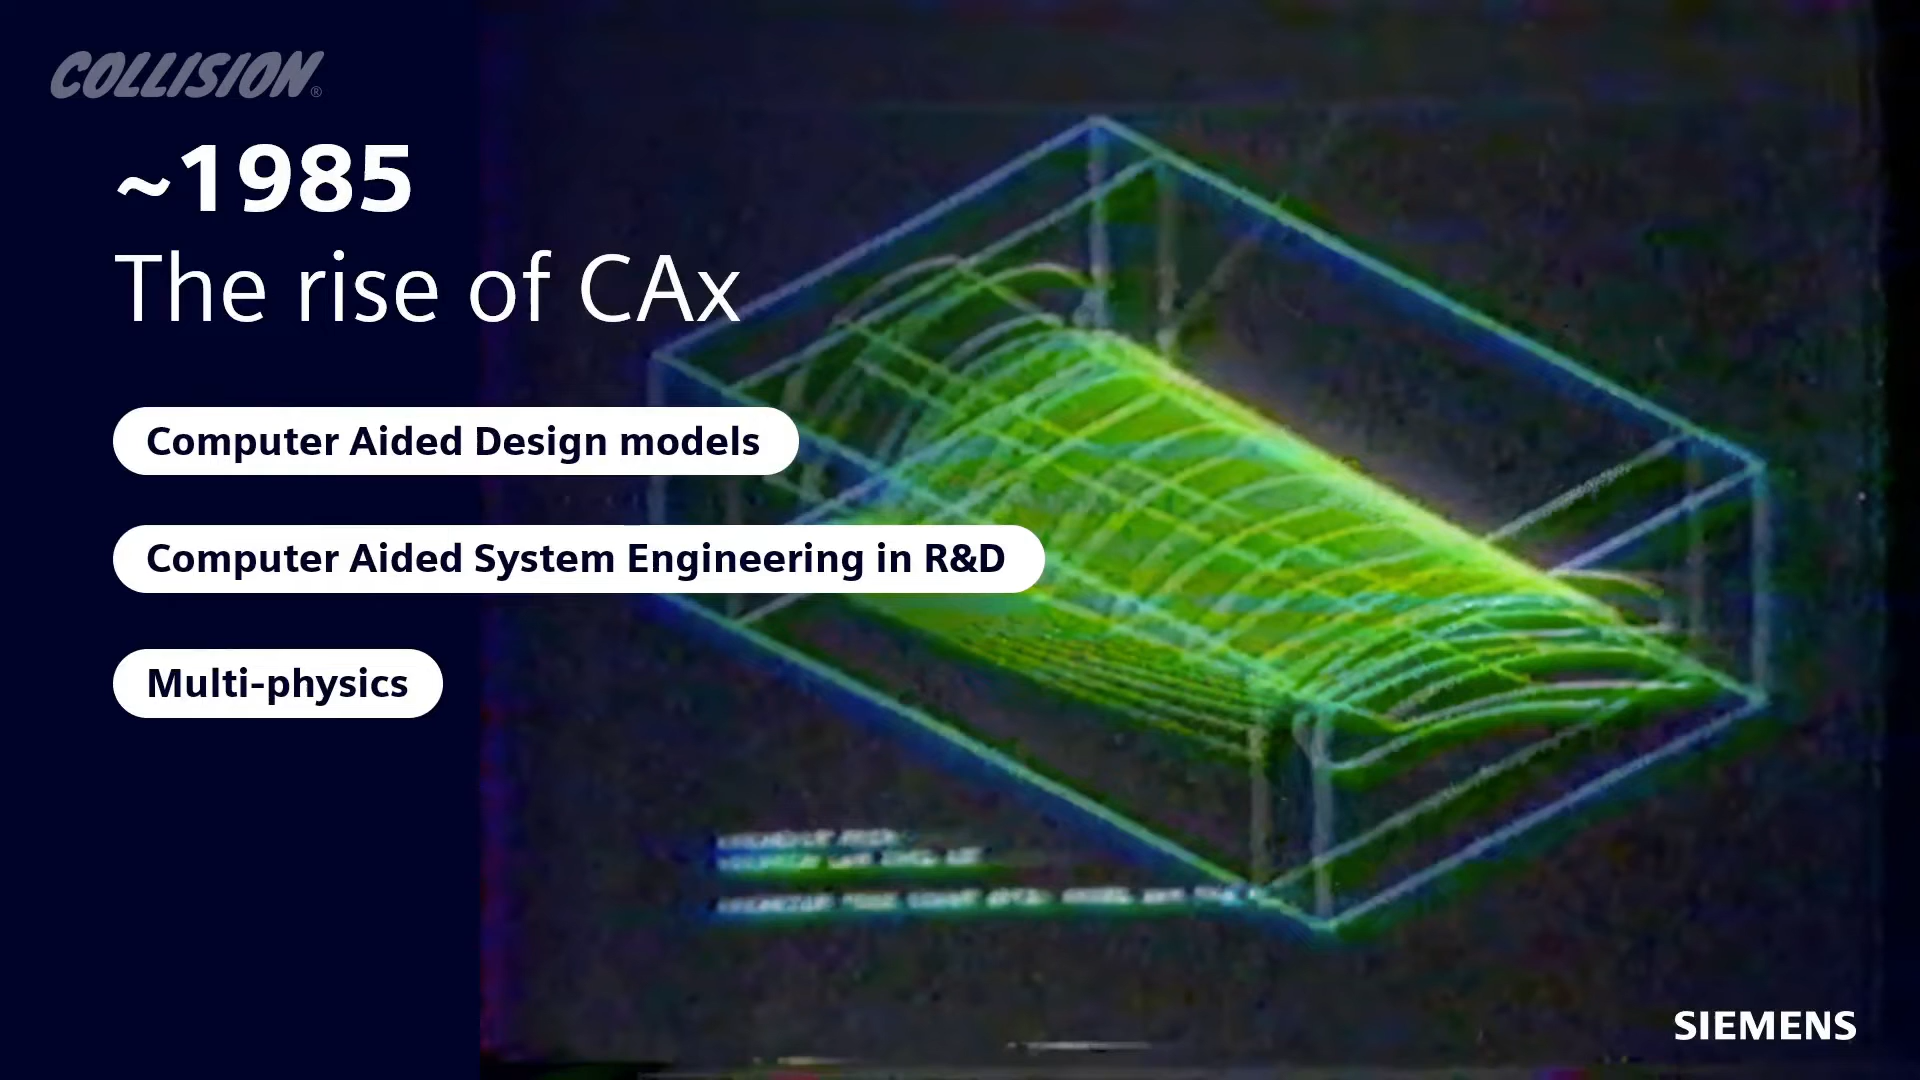 COLLISION®
~1985
The rise of CAx
Computer Aided Design models
Computer Aided System Engineering in R&D
Multi-physics
SIEMENS